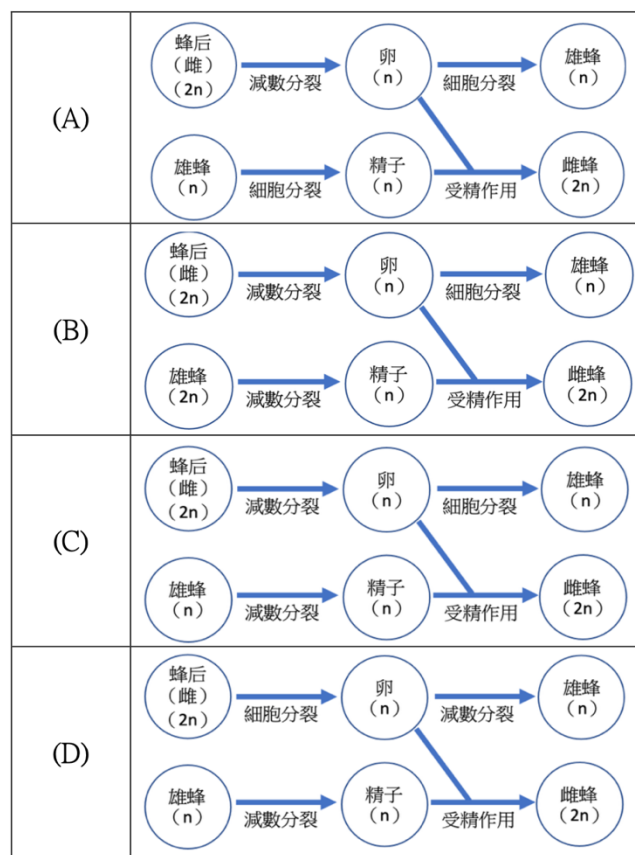 (A)
蜂后
(雌)
(2n)
減數分裂
卵
(n)
細胞分裂
雄蜂
(n)
雄蜂
(n)
細胞分裂
精子
(n)
受精作用
雌蜂
(2n)
(B)
蜂后
(雌)
(2n)
減數分裂
卵
(n)
細胞分裂
雄蜂
(n)
雄蜂
(2n)
減數分裂
精子
(n)
受精作用
雌蜂
(2n)
(C)
蜂后
(雌)
(2n)
減數分裂
卵
(n)
細胞分裂
雄蜂
(n)
雄蜂
(n)
減數分裂
精子
(n)
受精作用
雌蜂
(2n)
(D)
蜂后
(雌)
(2n)
細胞分裂
卵
(n)
減數分裂
雄蜂
(n)
雄蜂
(n)
減數分裂
精子
(n)
受精作用
雌蜂
(2n)